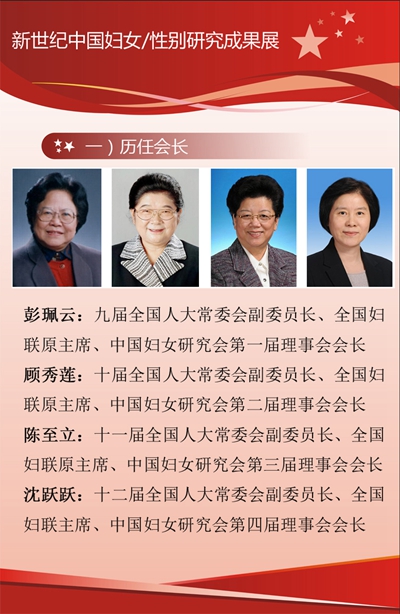 新世纪中国妇女/性别研究成果展
一）历任会长
彭珮云：九届全国人大常委会副委员长、全国妇
联原主席、中国妇女研究会第一届理事会会长
顾秀莲：十届全国人大常委会副委员长、全国妇
联原主席、中国妇女研究会第二届理事会会长
陈至立：十一届全国人大常委会副委员长、全国
妇联原主席、中国妇女研究会第三届理事会会长
沈跃跃：十二届全国人大常委会副委员长、全国
妇联主席、中国妇女研究会第四届理事会会长